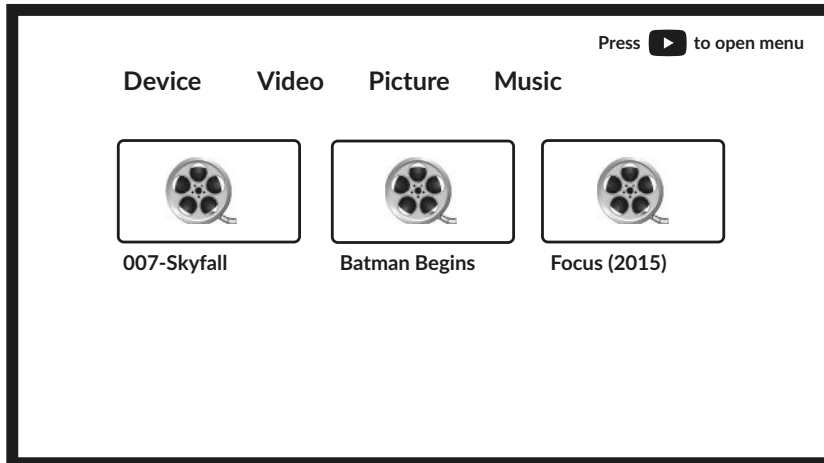 Press to open menu
Device Video Picture Music
007-Skyfall Batman Begins Focus (2015)